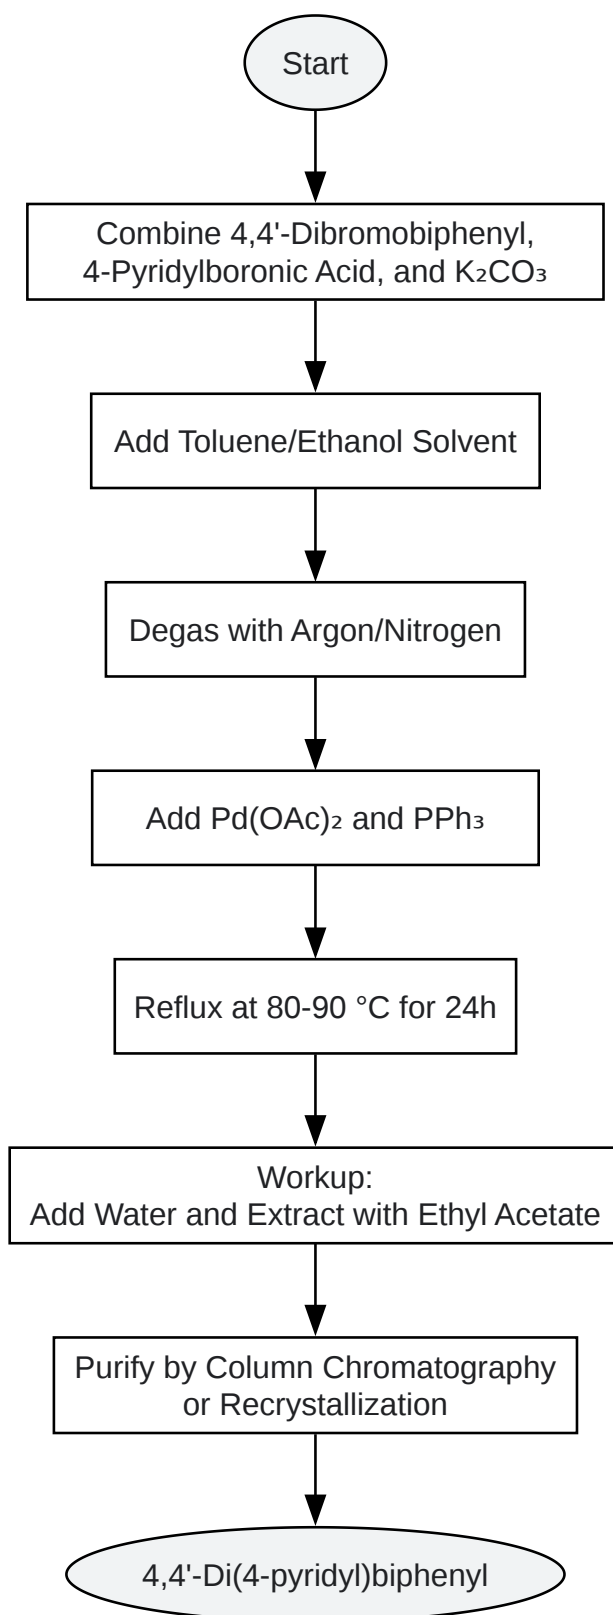 Start
Combine 4,4'-Dibromobiphenyl,
4-Pyridylboronic Acid, and K₂CO₃
Add Toluene/Ethanol Solvent
Degas with Argon/Nitrogen
Add Pd(OAc)₂ and PPh₃
Reflux at 80-90 °C for 24h
Workup:
Add Water and Extract with Ethyl Acetate
Purify by Column Chromatography
or Recrystallization
4,4'-Di(4-pyridyl)biphenyl